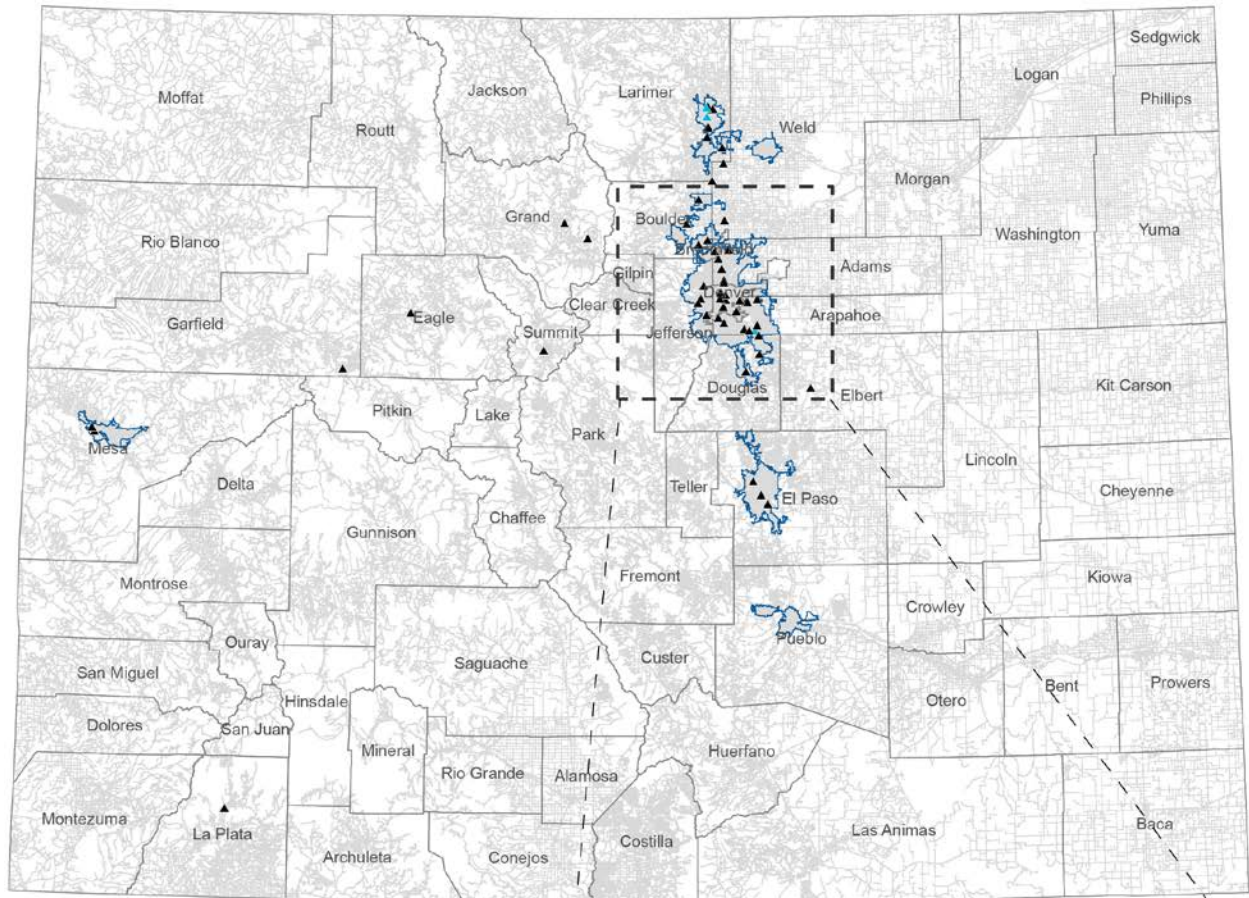 Sedgwick
Logan
Moffat
Jackson
Larimer
Phillips
Routt
Weld
Morgan
Grand
Boulder
Washington
Yuma
Rio Blanco
Adams
Gilpin
Denver
Clear Creek
Eagle
Arapahoe
Garfield
Summit
Jefferson
Kit Carson
Douglas
Elbert
Pitkin
Lake
Park
Mesa
Lincoln
Delta
Teller
El Paso
Cheyenne
Chaffee
Gunnison
Fremont
Kiowa
Montrose
Crowley
Ouray
Pueblo
Custer
Saguache
San Miguel
Bent
Prowers
Hinsdale
Otero
Dolores
San Juan
Mineral
Huerfano
Rio Grande
Alamosa
Montezuma
La Plata
Costilla
Las Animas
Baca
Archuleta
Conejos